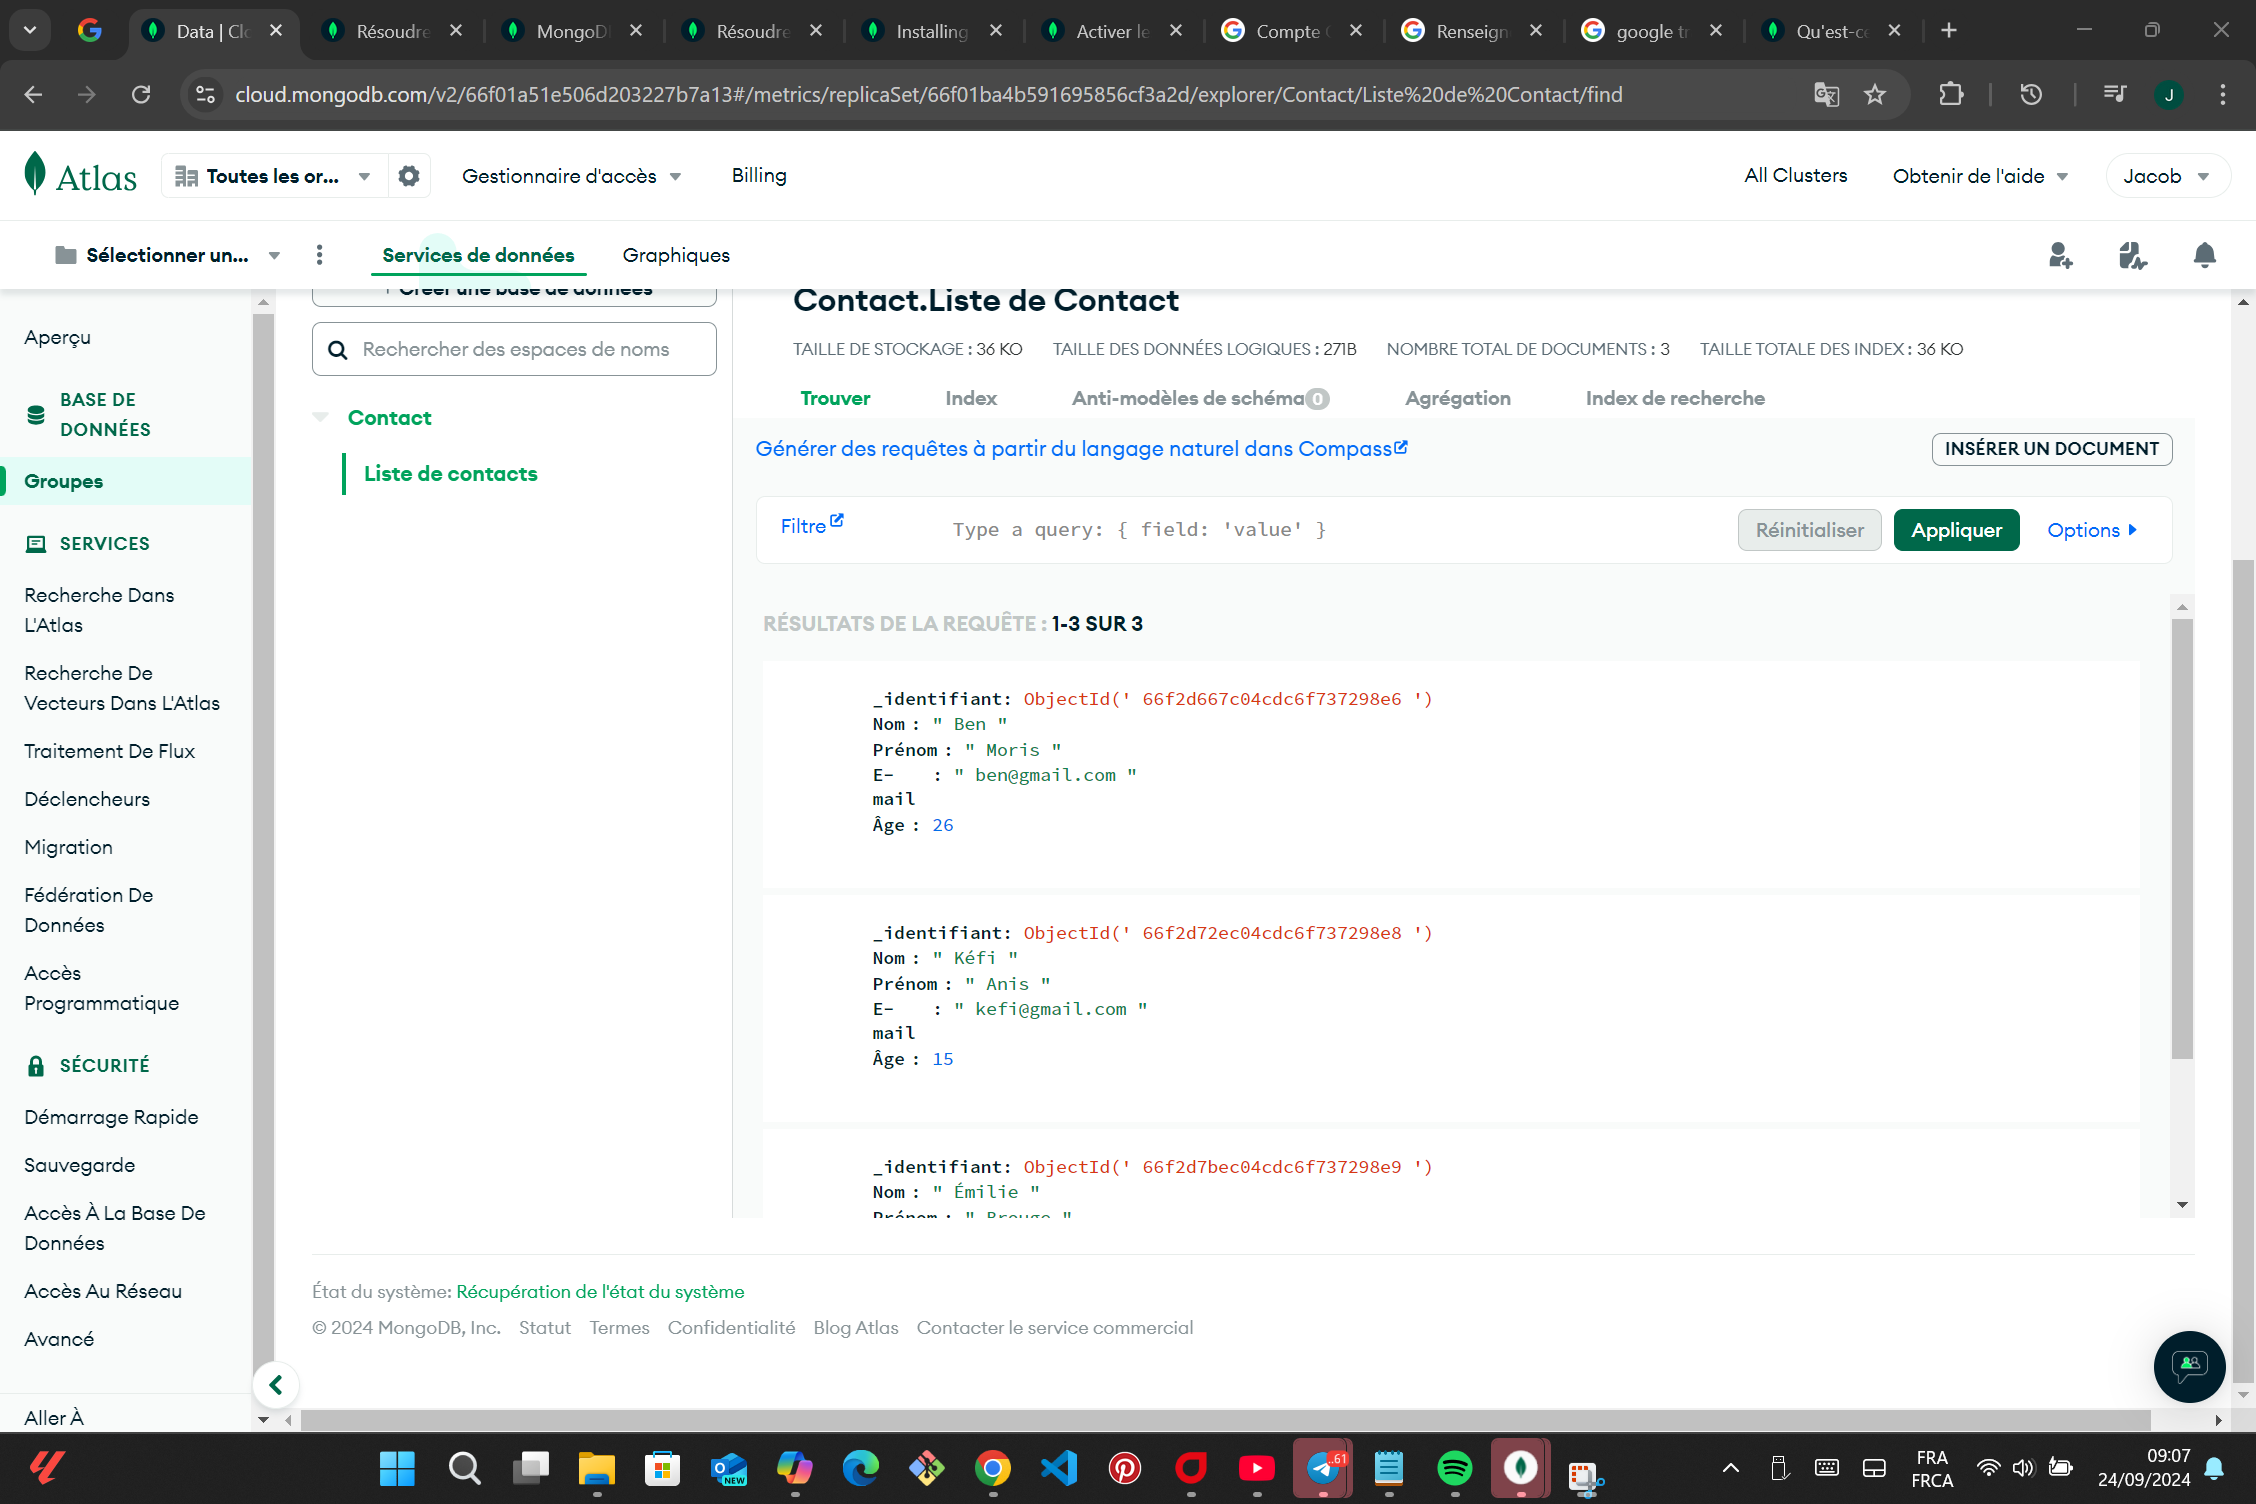 Data | Clo
Résoudre
MongoDB
Résoudre
Installing
Activer le
Compte
Renseign
google tr
Qu'est-ce
cloud.mongodb.com/v2/66f01a51e506d203227b7a13#/metrics/replicaSet/66f01ba4b591695856cf3a2d/explorer/Contact/Liste%20de%20Contact/find
J
Atlas
Toutes les or...
Gestionnaire d'accès
Billing
All Clusters
Obtenir de l'aide
Jacob
Sélectionner un...
Services de données
Graphiques
Aperçu
BASE DE
DONNÉES
Groupes
SERVICES
Recherche Dans
L'Atlas
Recherche De
Vecteurs Dans L'Atlas
Traitement De Flux
Déclencheurs
Migration
Fédération De
Données
Accès
Programmatique
SÉCURITÉ
Démarrage Rapide
Sauvegarde
Accès À La Base De
Données
Accès Au Réseau
Avancé
Aller À
Créer une base de données
Rechercher des espaces de noms
Contact
Liste de contacts
Contact.Liste de Contact
TAILLE DE STOCKAGE : 36 KO TAILLE DES DONNÉES LOGIQUES : 271B NOMBRE TOTAL DE DOCUMENTS : 3 TAILLE TOTALE DES INDEX : 36 KO
Trouver Index Anti-modèles de schéma 0 Agrégation Index de recherche
Générer des requêtes à partir du langage naturel dans Compass
INSÉRER UN DOCUMENT
Filtre
Type a query: { field: 'value' }
Réinitialiser
Appliquer
Options
RÉSULTATS DE LA REQUÊTE : 1-3 SUR 3
_identifiant: ObjectId(' 66f2d667c04cdc6f737298e6 ')
Nom : " Ben "
Prénom : " Moris "
E- : " ben@gmail.com "
mail
Âge : 26
_identifiant: ObjectId(' 66f2d72ec04cdc6f737298e8 ')
Nom : " Kéfi "
Prénom : " Anis "
E- : " kefi@gmail.com "
mail
Âge : 15
_identifiant: ObjectId(' 66f2d7bec04cdc6f737298e9 ')
Nom : " Émilie "
Prénom : " Brouge "
État du système: Récupération de l'état du système
© 2024 MongoDB, Inc. Statut Termes Confidentialité Blog Atlas Contacter le service commercial
NEW
..61
FRA
FRCA
09:07
24/09/2024